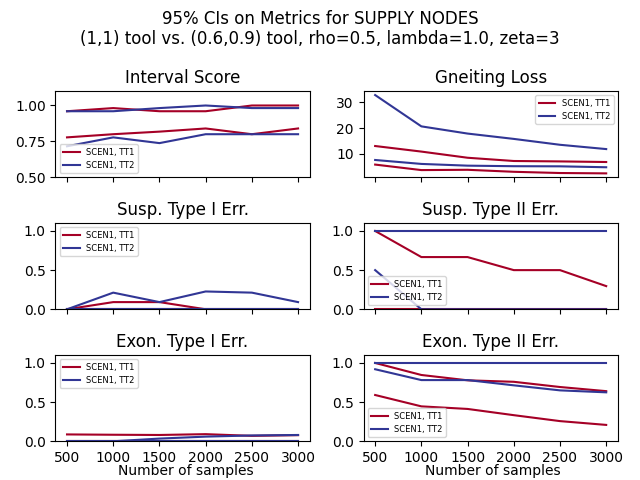 95% CIs on Metrics for SUPPLY NODES
(1,1) tool vs. (0.6,0.9) tool, rho=0.5, lambda=1.0, zeta=3
Interval Score
1.00
0.75
0.50
SCEN1, TT1
SCEN1, TT2
Gneiting Loss
30
20
10
SCEN1, TT1
SCEN1, TT2
Susp. Type I Err.
1.0
0.5
0.0
SCEN1, TT1
SCEN1, TT2
Susp. Type II Err.
1.0
0.5
0.0
SCEN1, TT1
SCEN1, TT2
Exon. Type I Err.
1.0
0.5
0.0
SCEN1, TT1
SCEN1, TT2
500 1000 1500 2000 2500 3000
Number of samples
Exon. Type II Err.
1.0
0.5
0.0
SCEN1, TT1
SCEN1, TT2
500 1000 1500 2000 2500 3000
Number of samples